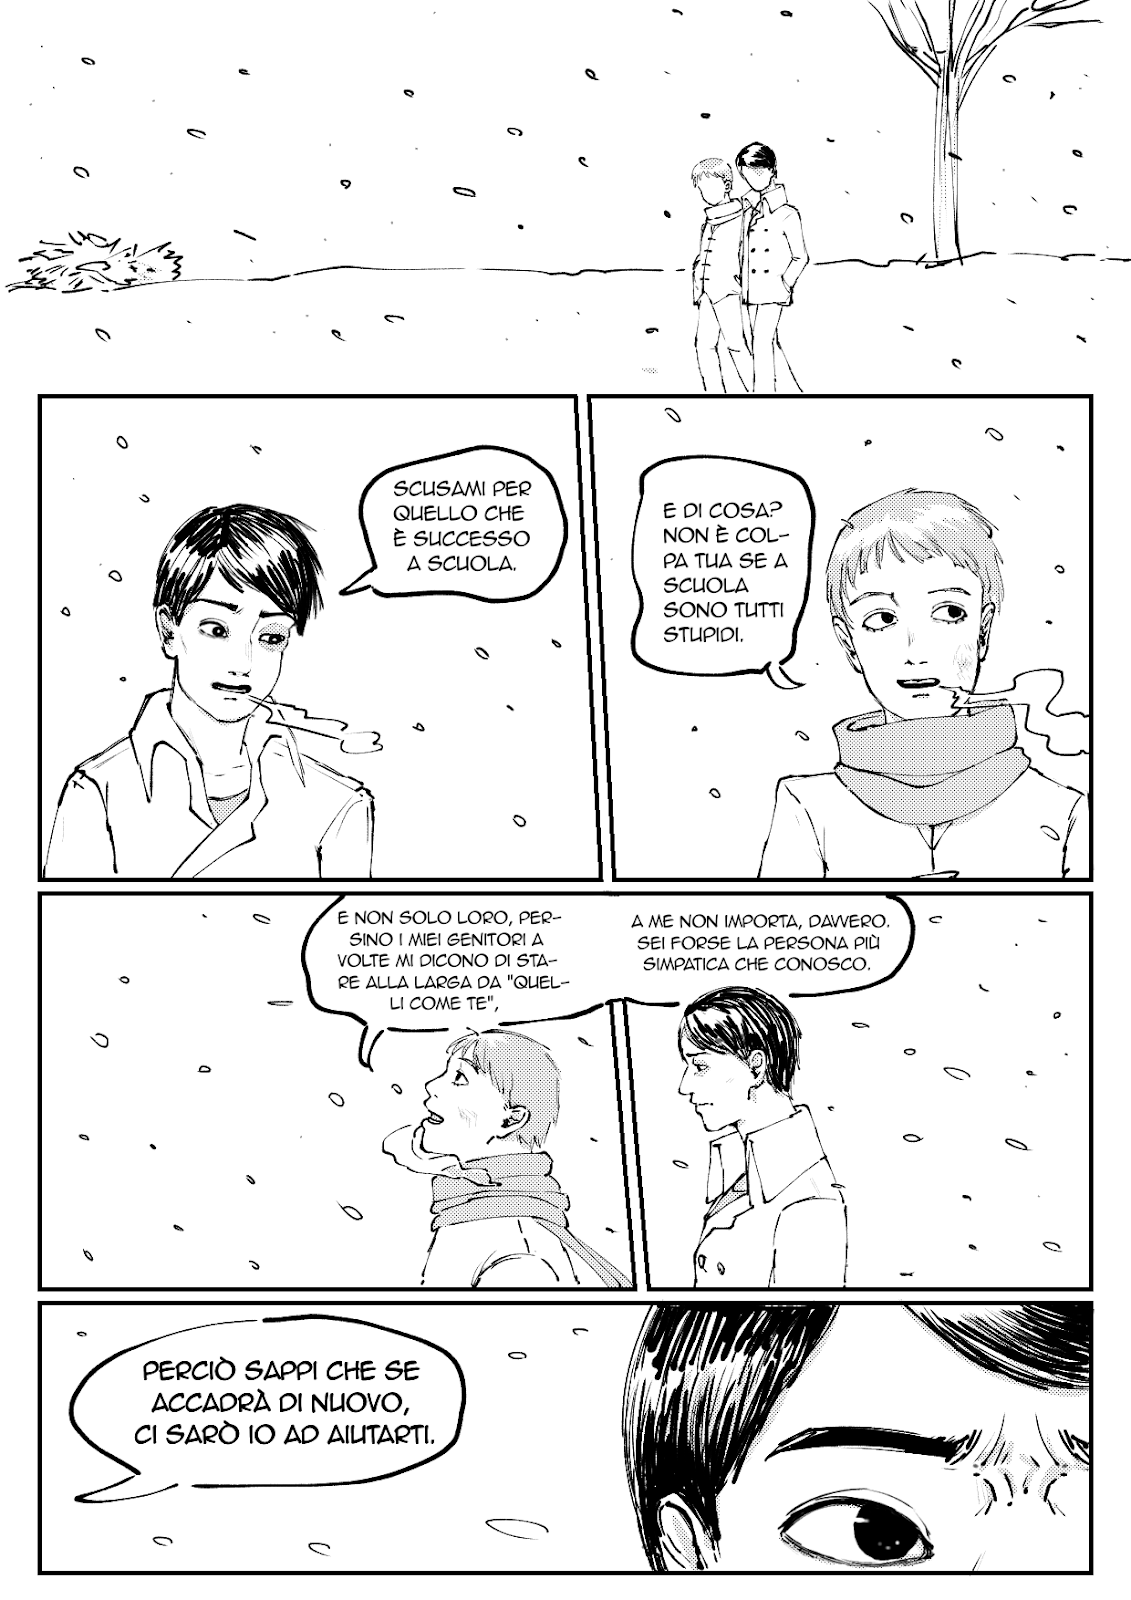 SCUSAMI PER
QUELLO CHE
È SUCCESSO
A SCUOLA.
E DI COSA?
NON È COL-
PA TUA SE A
SCUOLA
SONO TUTTI
STUPIDI.
E NON SOLO LORO, PER-
SINO I MIEI GENITORI A
VOLTE MI DICONO DI STA-
RE ALLA LARGA DA "QUEL-
LI COME TE",
A ME NON IMPORTA, DAVVERO.
SEI FORSE LA PERSONA PIÙ
SIMPATICA CHE CONOSCO.
PERCIÒ SAPPI CHE SE
ACCADRÀ DI NUOVO,
CI SARÒ IO AD AIUTARTI.